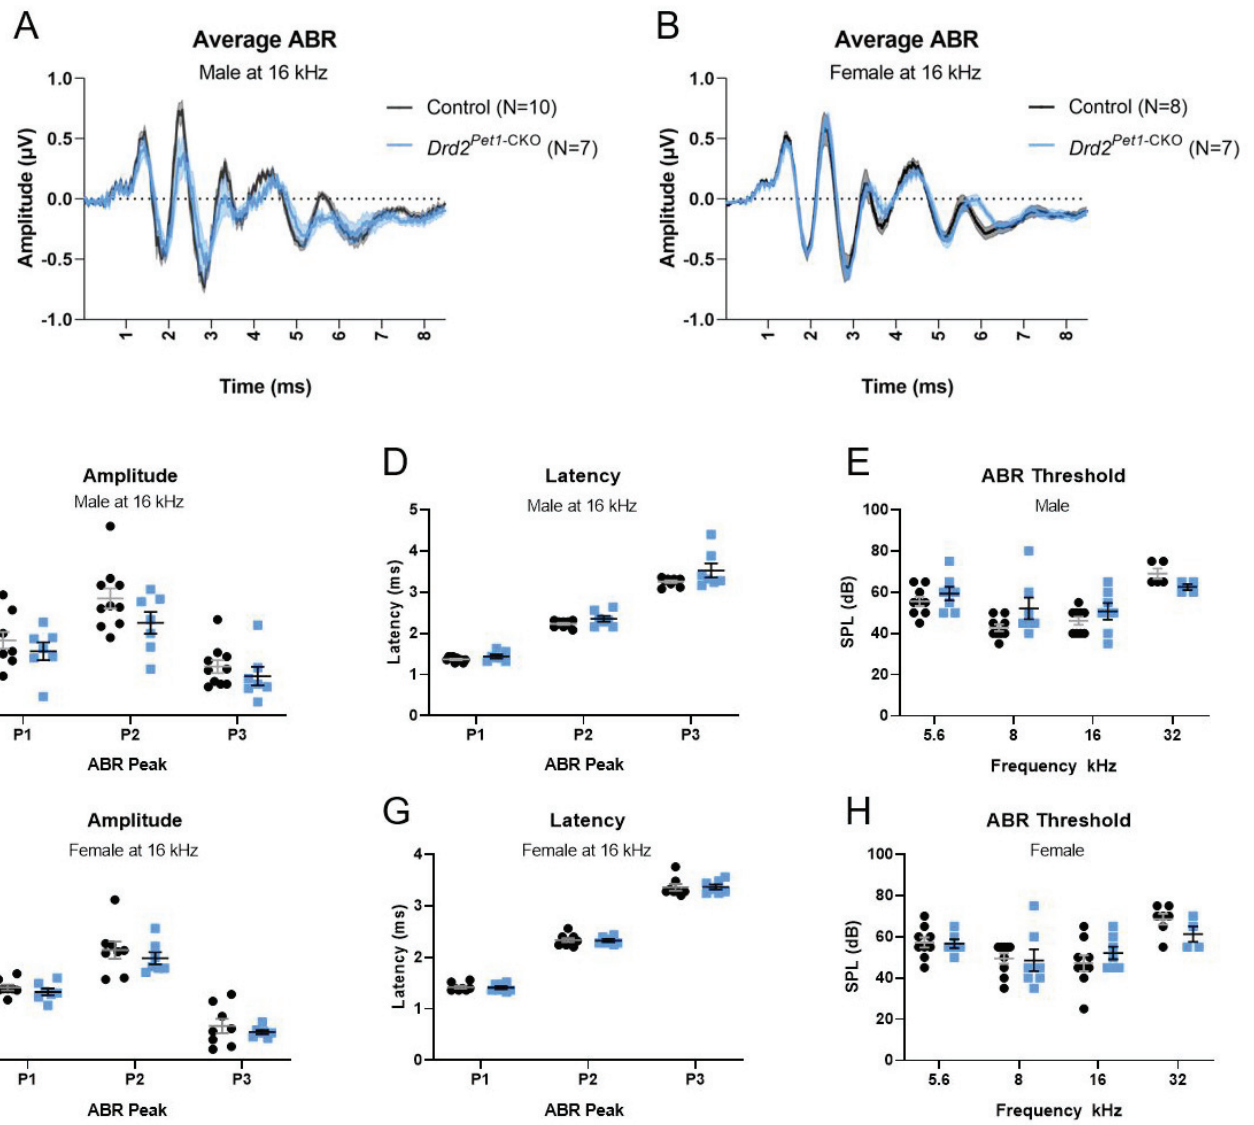 A
Average ABR
Male at 16 kHz
1.0
0.5
0.0
-0.5
-1.0
Amplitude (µV)
Control (N=10)
Drd2Pet1-CKO (N=7)
1 2 3 4 5 6 7 8
Time (ms)
B
Average ABR
Female at 16 kHz
1.0
0.5
0.0
-0.5
-1.0
Amplitude (µV)
Control (N=8)
Drd2Pet1-CKO (N=7)
1 2 3 4 5 6 7 8
Time (ms)
Amplitude
Male at 16 kHz
P1 P2 P3
ABR Peak
D
Latency
Male at 16 kHz
5
4
3
2
1
0
Latency (ms)
P1 P2 P3
ABR Peak
E
ABR Threshold
Male
100
80
60
40
20
0
SPL (dB)
5.6 8 16 32
Frequency kHz
Amplitude
Female at 16 kHz
P1 P2 P3
ABR Peak
G
Latency
Female at 16 kHz
4
3
2
1
0
Latency (ms)
P1 P2 P3
ABR Peak
H
ABR Threshold
Female
100
80
60
40
20
0
SPL (dB)
5.6 8 16 32
Frequency kHz